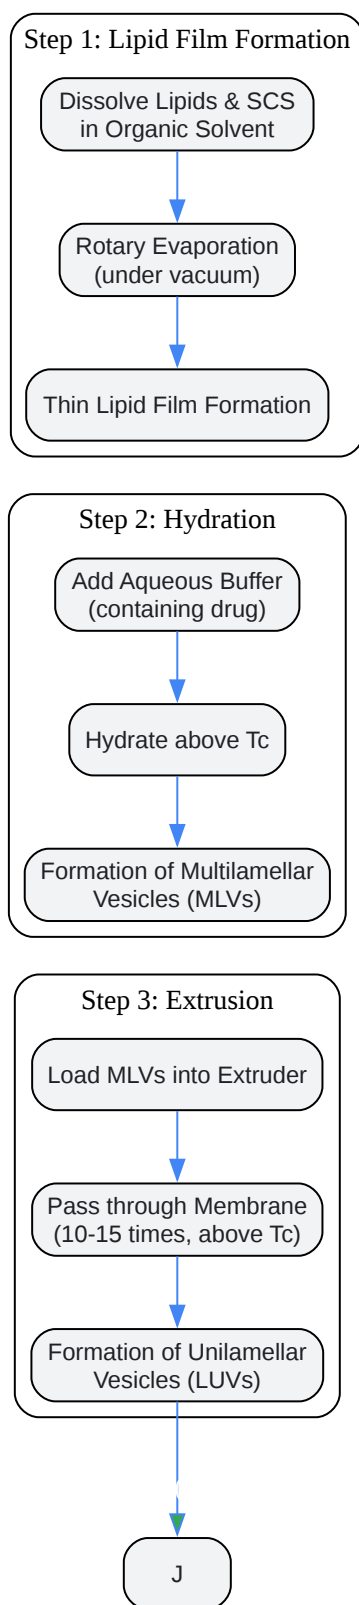 Step 1: Lipid Film Formation
Dissolve Lipids & SCS
in Organic Solvent
Rotary Evaporation
(under vacuum)
Thin Lipid Film Formation
Step 2: Hydration
Add Aqueous Buffer
(containing drug)
Hydrate above Tc
Formation of Multilamellar
Vesicles (MLVs)
Step 3: Extrusion
Load MLVs into Extruder
Pass through Membrane
(10-15 times, above Tc)
Formation of Unilamellar
Vesicles (LUVs)
J